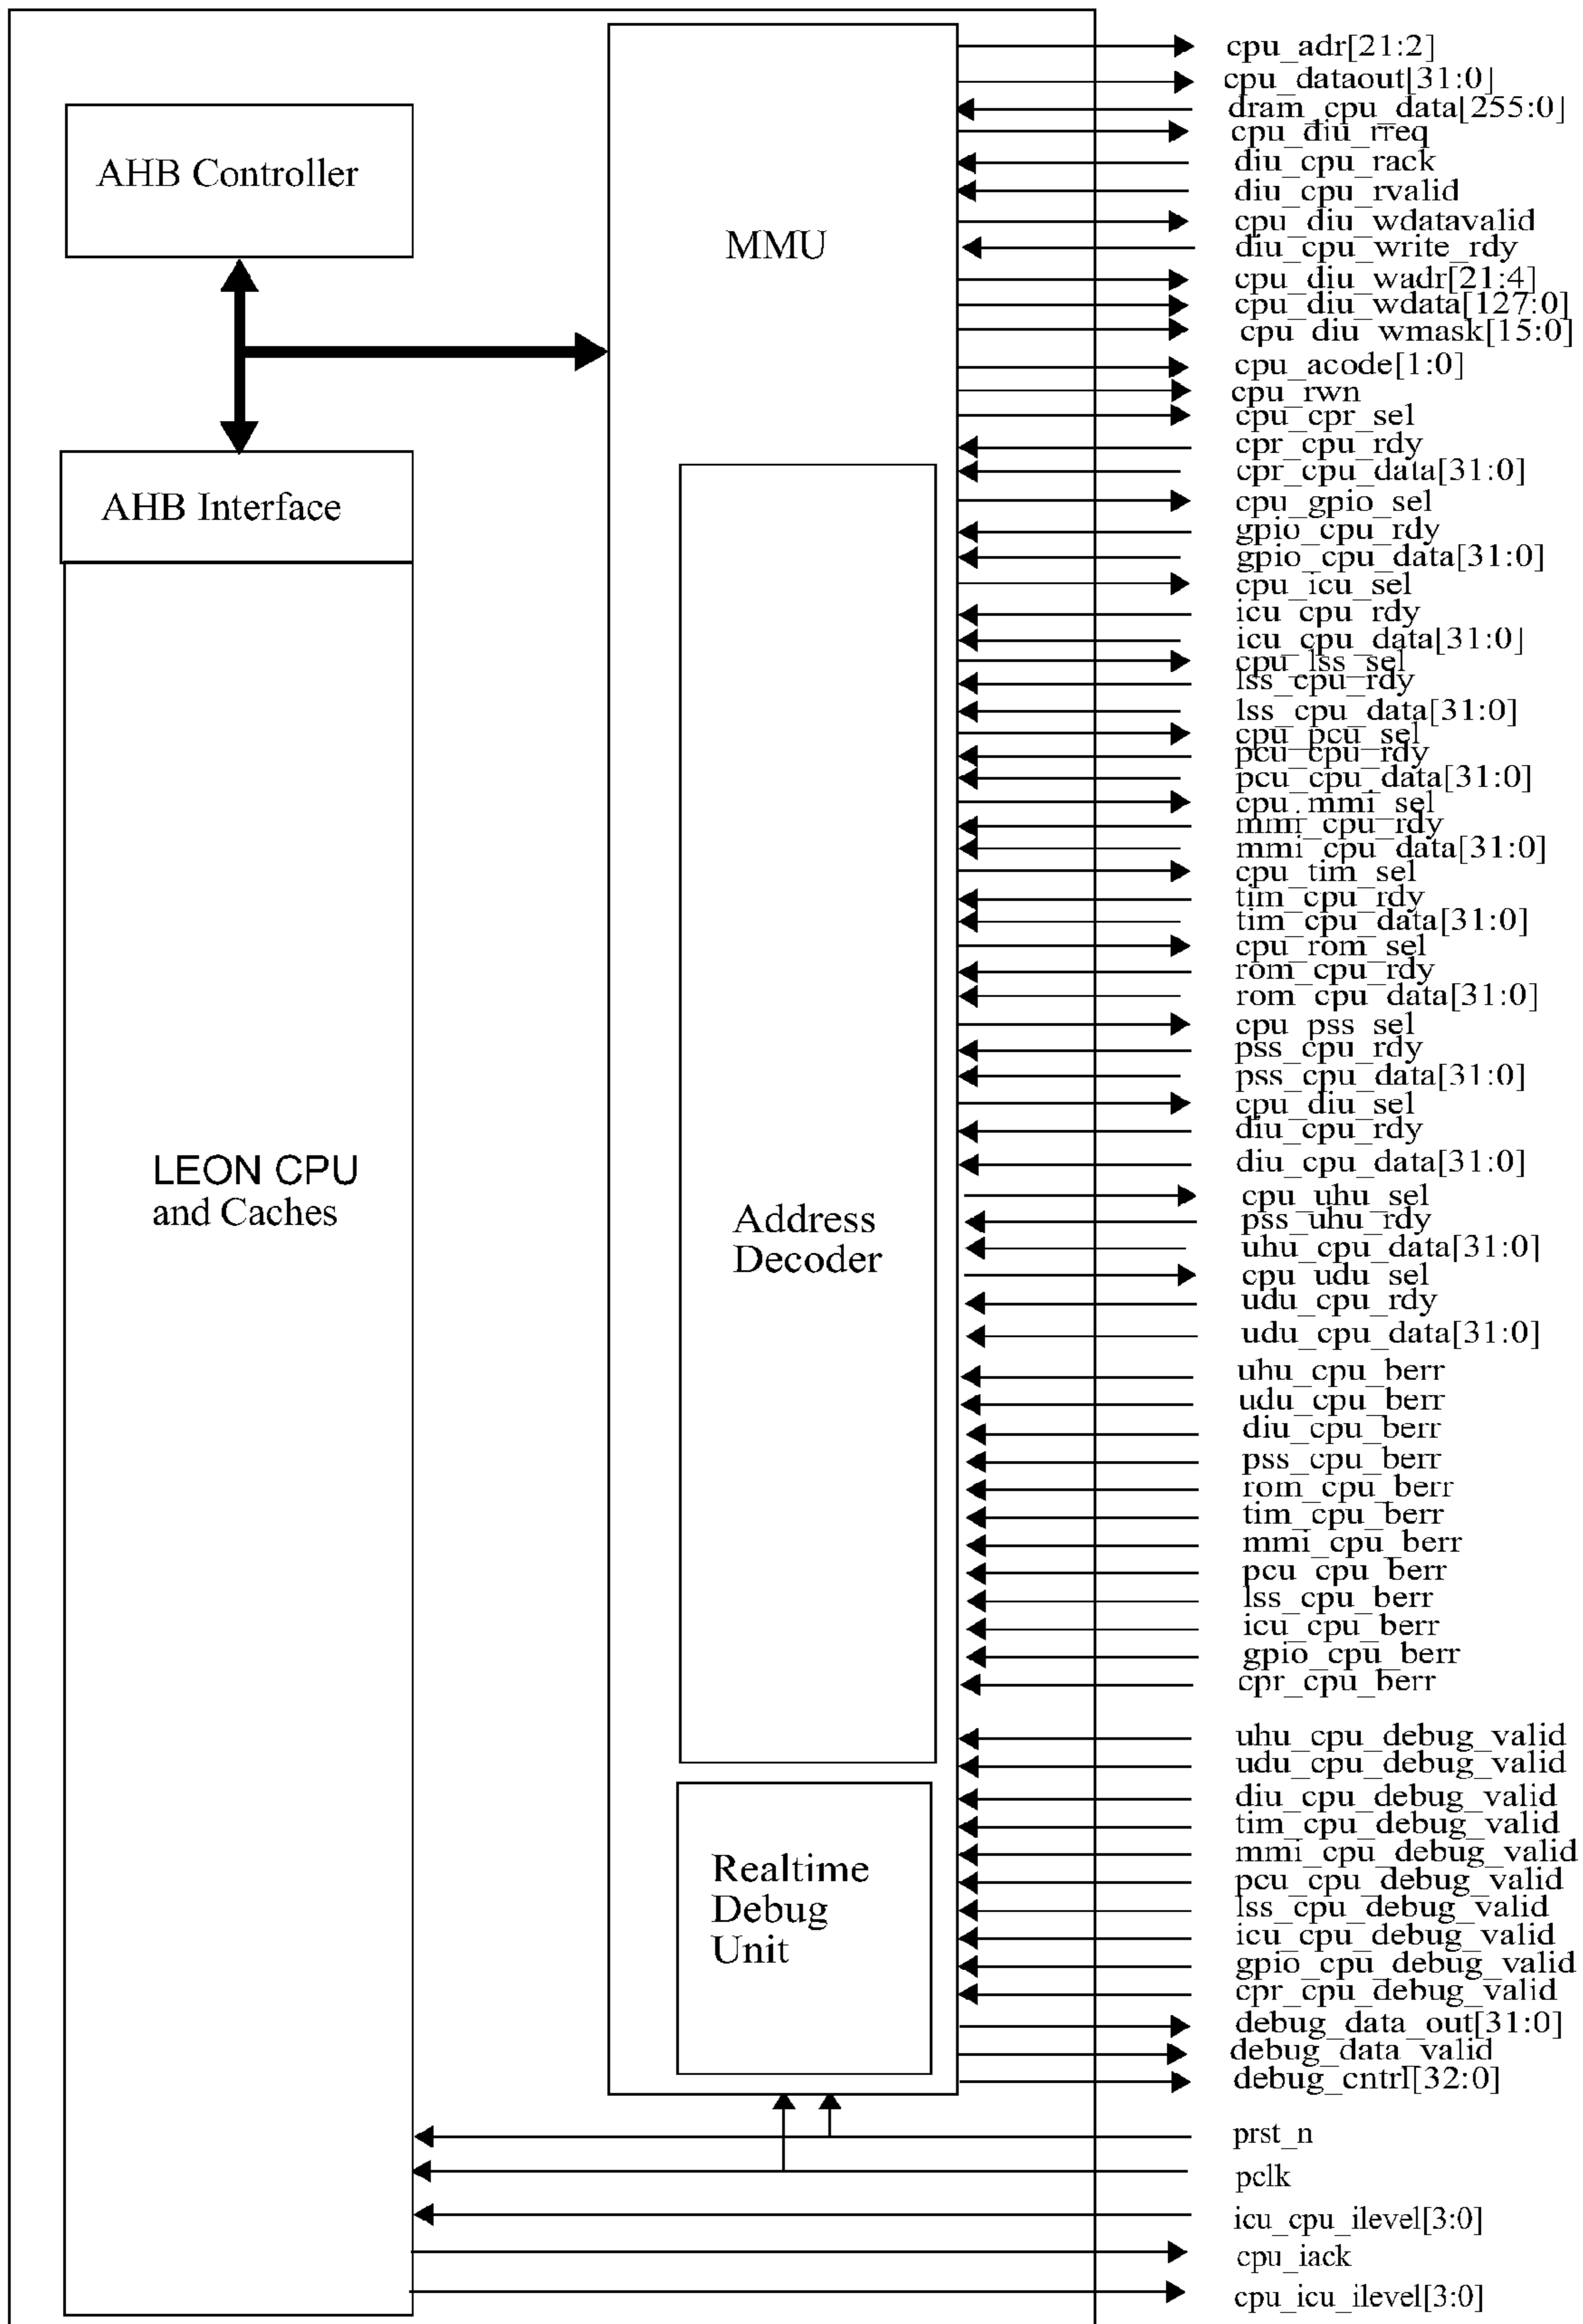 AHB Controller
AHB Interface
LEON CPU
and Caches
MMU
Address
Decoder
Realtime
Debug
Unit
cpu_adr[21:2]
cpu_dataout[31:0]
dram_cpu_data[255:0]
cpu_diu_rreq
diu_cpu_rack
diu_cpu_rvalid
cpu_diu_wdatavalid
diu_cpu_write_rdy
cpu_diu_wadr[21:4]
cpu_diu_wdata[127:0]
cpu_diu_wmask[15:0]
cpu_acode[1:0]
cpu_rwn
cpu_cpr_sel
cpr_cpu_rdy
cpr_cpu_data[31:0]
cpu_gpio_sel
gpio_cpu_rdy
gpio_cpu_data[31:0]
cpu_icu_sel
icu_cpu_rdy
icu_cpu_data[31:0]
cpu_lss_sel
lss_cpu_rdy
lss_cpu_data[31:0]
cpu_pcu_sel
pcu_cpu_rdy
pcu_cpu_data[31:0]
cpu_mmi_sel
mmi_cpu_rdy
mmi_cpu_data[31:0]
cpu_tim_sel
tim_cpu_rdy
tim_cpu_data[31:0]
cpu_rom_sel
rom_cpu_rdy
rom_cpu_data[31:0]
cpu_pss_sel
pss_cpu_rdy
pss_cpu_data[31:0]
cpu_diu_sel
diu_cpu_rdy
diu_cpu_data[31:0]
cpu_uhu_sel
pss_uhu_rdy
uhu_cpu_data[31:0]
cpu_udu_sel
udu_cpu_rdy
udu_cpu_data[31:0]
uhu_cpu_berr
udu_cpu_berr
diu_cpu_berr
pss_cpu_berr
rom_cpu_berr
tim_cpu_berr
mmi_cpu_berr
pcu_cpu_berr
lss_cpu_berr
icu_cpu_berr
gpio_cpu_berr
cpr_cpu_berr
uhu_cpu_debug_valid
udu_cpu_debug_valid
diu_cpu_debug_valid
tim_cpu_debug_valid
mmi_cpu_debug_valid
pcu_cpu_debug_valid
lss_cpu_debug_valid
icu_cpu_debug_valid
gpio_cpu_debug_valid
cpr_cpu_debug_valid
debug_data_out[31:0]
debug_data_valid
debug_cntrl[32:0]
prst_n
pclk
icu_cpu_ilevel[3:0]
cpu_iack
cpu_icu_ilevel[3:0]